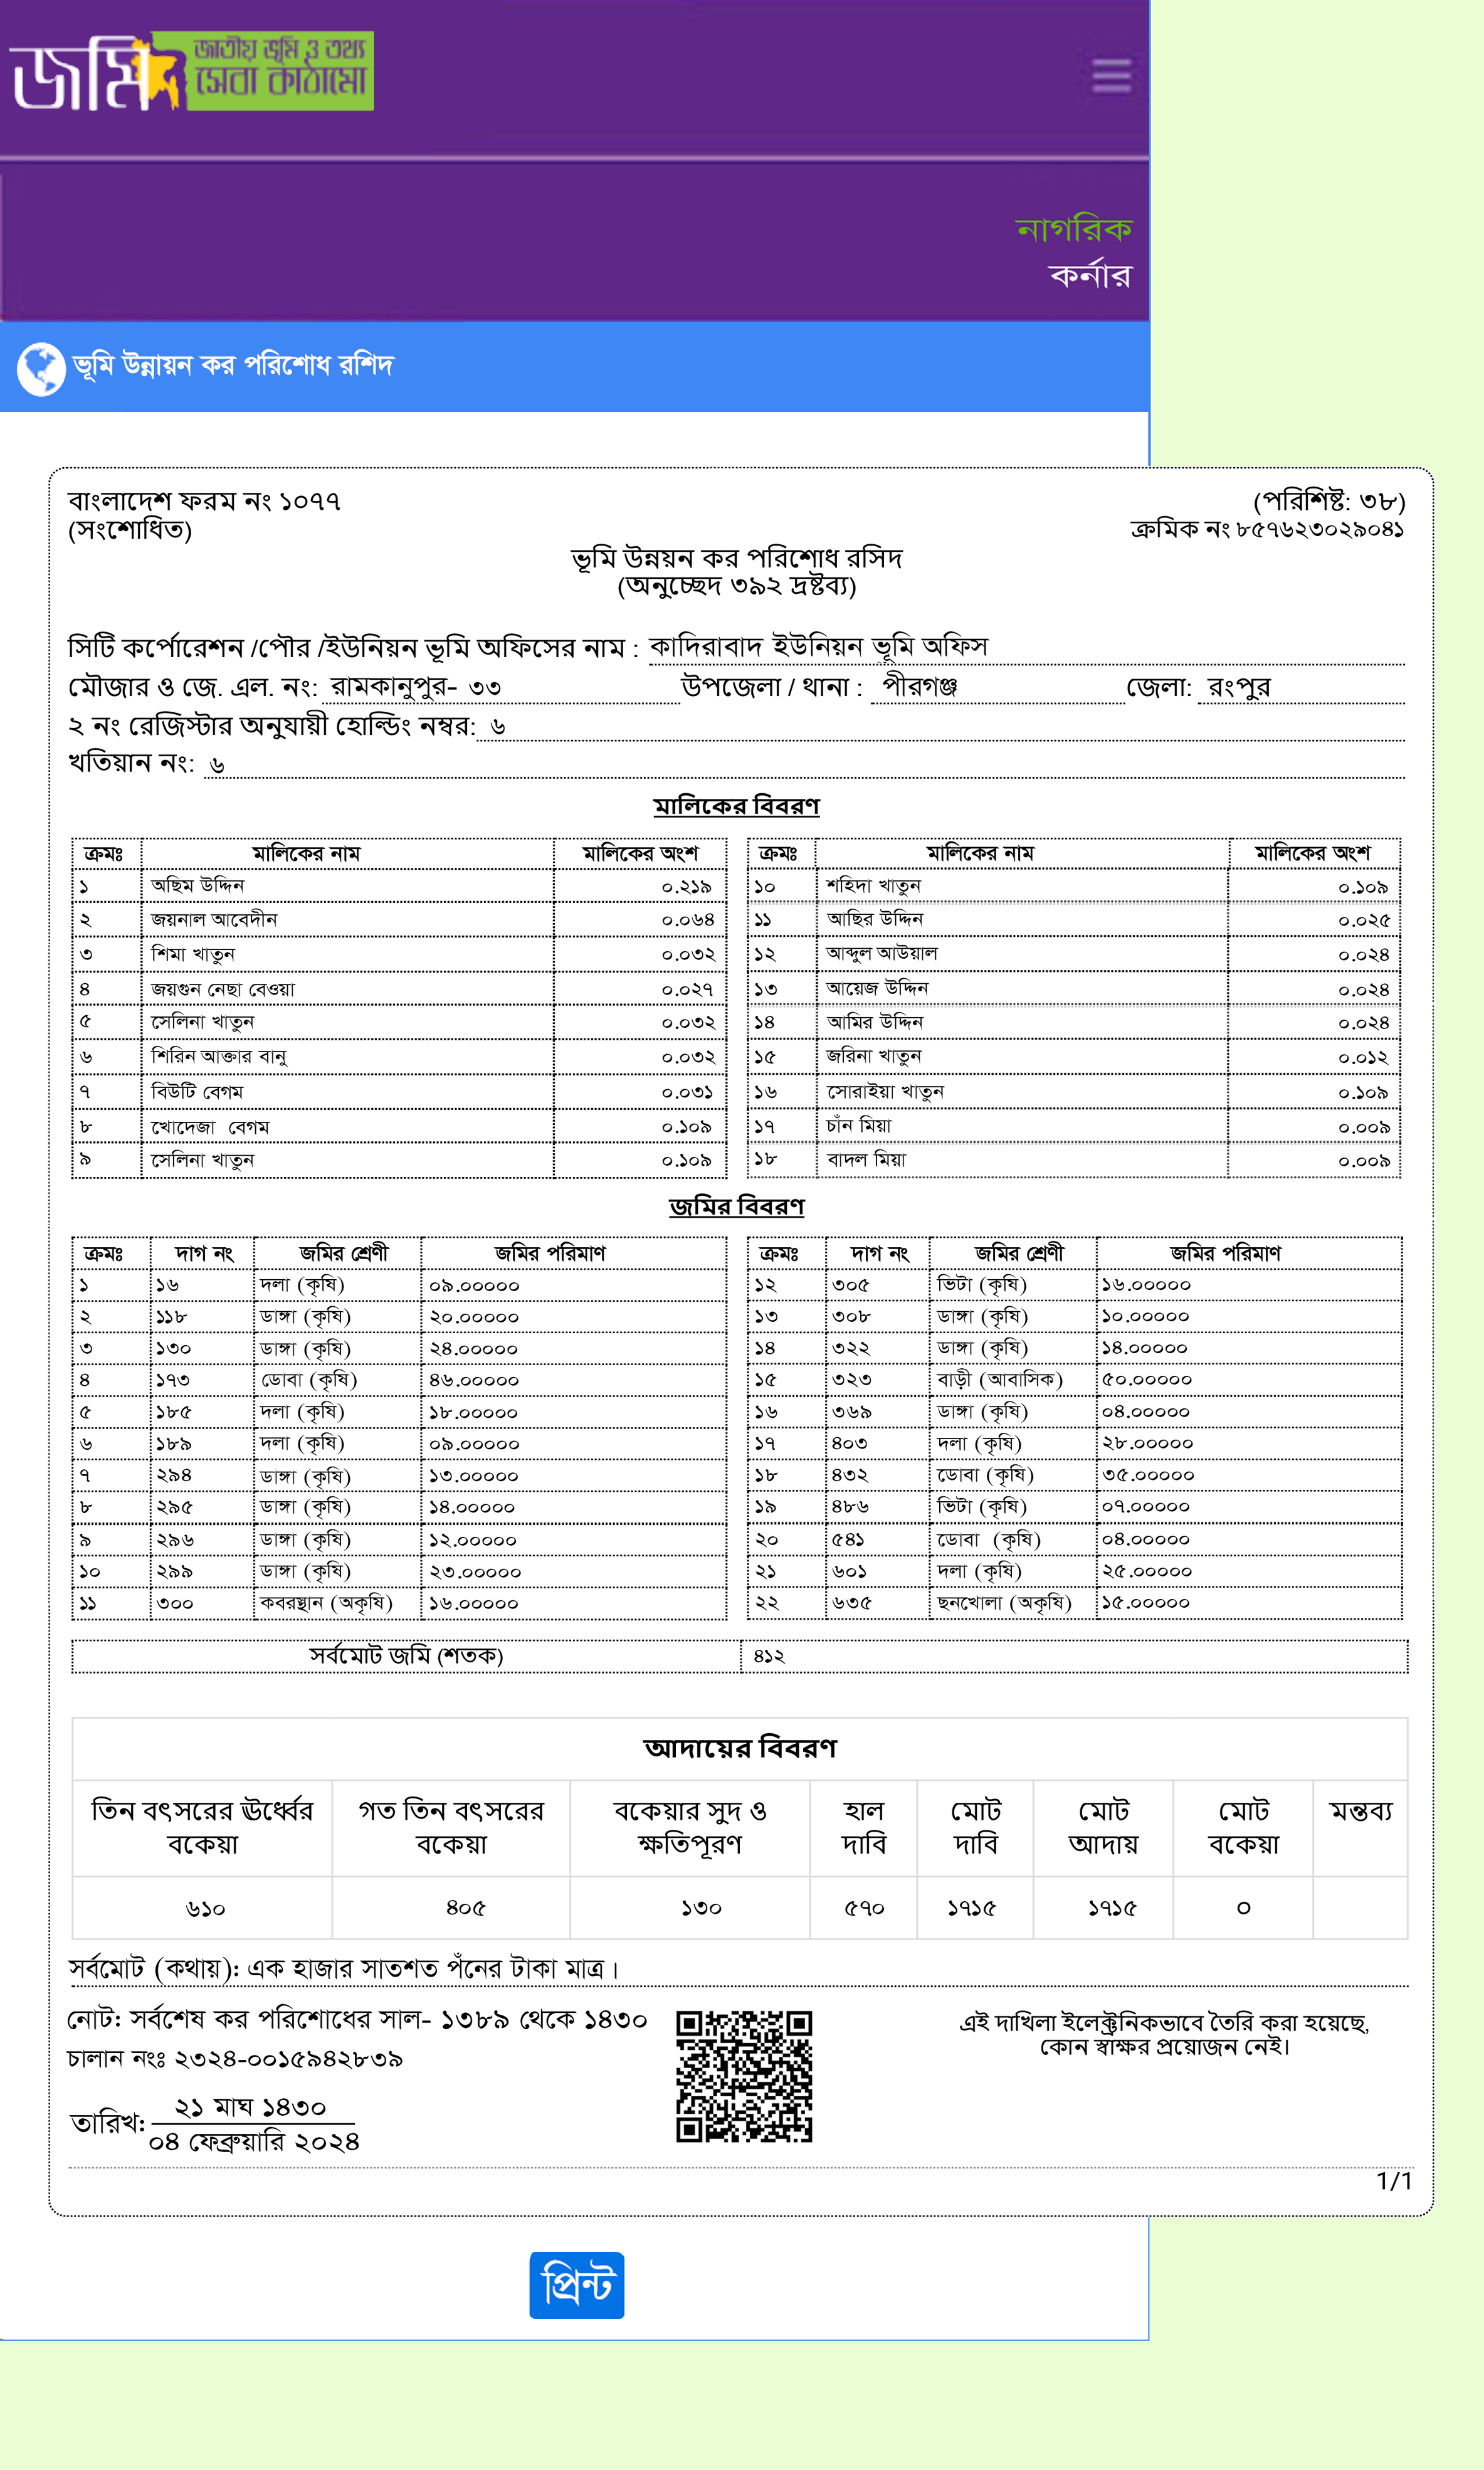 জমি জাতীয় ভূমি ও তথ্য
সেবা কাঠামো
নাগরিক
কর্নার
ভূমি উন্নায়ন কর পরিশোধ রশিদ
বাংলাদেশ ফরম নং ১০৭৭ (পরিশিষ্ট: ৩৮)
(সংশোধিত) ক্রমিক নং ৮৫৭৬২৩০২৯০৪১
ভূমি উন্নয়ন কর পরিশোধ রসিদ
(অনুচ্ছেদ ৩৯২ দ্রষ্টব্য)
সিটি কর্পোরেশন /পৌর /ইউনিয়ন ভূমি অফিসের নাম : কাদিরাবাদ ইউনিয়ন ভূমি অফিস
মৌজার ও জে. এল. নং: রামকানুপুর- ৩৩ উপজেলা / থানা : পীরগঞ্জ জেলা: রংপুর
২ নং রেজিস্টার অনুযায়ী হোল্ডিং নম্বর: ৬
খতিয়ান নং: ৬
মালিকের বিবরণ
ক্রমঃ মালিকের নাম মালিকের অংশ ক্রমঃ মালিকের নাম মালিকের অংশ
১ অছিম উদ্দিন ০.২১৯ ১০ শহিদা খাতুন ০.১০৯
২ জয়নাল আবেদীন ০.০৬৪ ১১ আছির উদ্দিন ০.০২৫
৩ শিমা খাতুন ০.০৩২ ১২ আব্দুল আউয়াল ০.০২৪
৪ জয়গুন নেছা বেওয়া ০.০২৭ ১৩ আয়েজ উদ্দিন ০.০২৪
৫ সেলিনা খাতুন ০.০৩২ ১৪ আমির উদ্দিন ০.০২৪
৬ শিরিন আক্তার বানু ০.০৩২ ১৫ জরিনা খাতুন ০.০১২
৭ বিউটি বেগম ০.০৩১ ১৬ সোরাইয়া খাতুন ০.১০৯
৮ খোদেজা বেগম ০.১০৯ ১৭ চাঁন মিয়া ০.০০৯
৯ সেলিনা খাতুন ০.১০৯ ১৮ বাদল মিয়া ০.০০৯
জমির বিবরণ
ক্রমঃ দাগ নং জমির শ্রেণী জমির পরিমাণ ক্রমঃ দাগ নং জমির শ্রেণী জমির পরিমাণ
১ ১৬ দলা (কৃষি) ০৯.০০০০০ ১২ ৩০৫ ভিটা (কৃষি) ১৬.০০০০০
২ ১১৮ ডাঙ্গা (কৃষি) ২০.০০০০০ ১৩ ৩০৮ ডাঙ্গা (কৃষি) ১০.০০০০০
৩ ১৩০ ডাঙ্গা (কৃষি) ২৪.০০০০০ ১৪ ৩২২ ডাঙ্গা (কৃষি) ১৪.০০০০০
৪ ১৭৩ ডোবা (কৃষি) ৪৬.০০০০০ ১৫ ৩২৩ বাড়ী (আবাসিক) ৫০.০০০০০
৫ ১৮৫ দলা (কৃষি) ১৮.০০০০০ ১৬ ৩৬৯ ডাঙ্গা (কৃষি) ০৪.০০০০০
৬ ১৮৯ দলা (কৃষি) ০৯.০০০০০ ১৭ ৪০৩ দলা (কৃষি) ২৮.০০০০০
৭ ২৯৪ ডাঙ্গা (কৃষি) ১৩.০০০০০ ১৮ ৪৩২ ডোবা (কৃষি) ৩৫.০০০০০
৮ ২৯৫ ডাঙ্গা (কৃষি) ১৪.০০০০০ ১৯ ৪৮৬ ভিটা (কৃষি) ০৭.০০০০০
৯ ২৯৬ ডাঙ্গা (কৃষি) ১২.০০০০০ ২০ ৫৪১ ডোবা (কৃষি) ০৪.০০০০০
১০ ২৯৯ ডাঙ্গা (কৃষি) ২৩.০০০০০ ২১ ৬০১ দলা (কৃষি) ২৫.০০০০০
১১ ৩০০ কবরস্থান (অকৃষি) ১৬.০০০০০ ২২ ৬৩৫ ছনখোলা (অকৃষি) ১৫.০০০০০
সর্বমোট জমি (শতক) ৪১২
আদায়ের বিবরণ
তিন বৎসরের ঊর্ধ্বের গত তিন বৎসরের বকেয়ার সুদ ও হাল মোট মোট মোট মন্তব্য
বকেয়া বকেয়া ক্ষতিপূরণ দাবি দাবি আদায় বকেয়া
৬১০ ৪০৫ ১৩০ ৫৭০ ১৭১৫ ১৭১৫ ০
সর্বমোট (কথায়): এক হাজার সাতশত পঁনের টাকা মাত্র।
নোট: সর্বশেষ কর পরিশোধের সাল- ১৩৮৯ থেকে ১৪৩০ এই দাখিলা ইলেক্ট্রনিকভাবে তৈরি করা হয়েছে,
চালান নংঃ ২৩২৪-০০১৫৯৪২৮৩৯ কোন স্বাক্ষর প্রয়োজন নেই।
তারিখ: ২১ মাঘ ১৪৩০
০৪ ফেব্রুয়ারি ২০২৪
1/1
প্রিন্ট